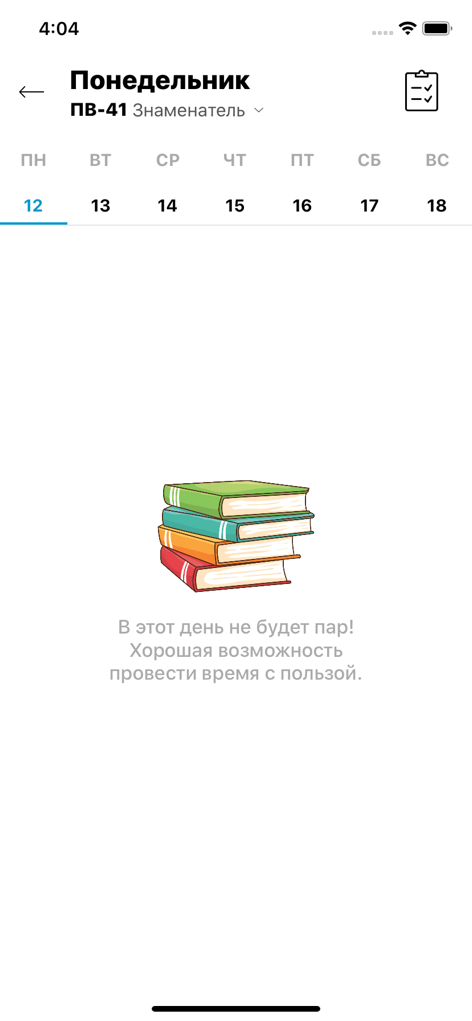 4:04
Понедельник
ПВ-41 Знаменатель
ПН ВТ СР ЧТ ПТ СБ ВС
12 13 14 15 16 17 18
В этот день не будет пар!
Хорошая возможность
провести время с пользой.